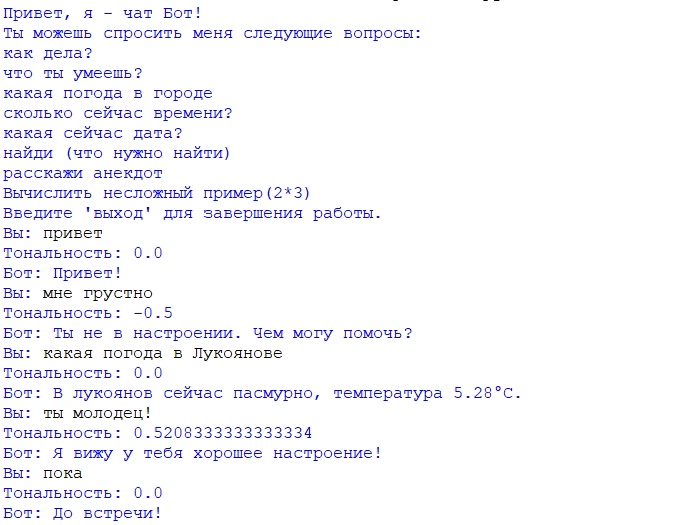 Привет, я - чат Бот!
Ты можешь спросить меня следующие вопросы:
как дела?
что ты умеешь?
какая погода в городе
сколько сейчас времени?
какая сейчас дата?
найди (что нужно найти)
расскажи анекдот
Вычислить несложный пример(2*3)
Введите 'выход' для завершения работы.
Вы: привет
Тональность: 0.0
Бот: Привет!
Вы: мне грустно
Тональность: -0.5
Бот: Ты не в настроении. Чем могу помочь?
Вы: какая погода в Лукоянове
Тональность: 0.0
Бот: В лукоянов сейчас пасмурно, температура 5.28°C.
Вы: ты молодец!
Тональность: 0.5208333333333334
Бот: Я вижу у тебя хорошее настроение!
Вы: пока
Тональность: 0.0
Бот: До встречи!